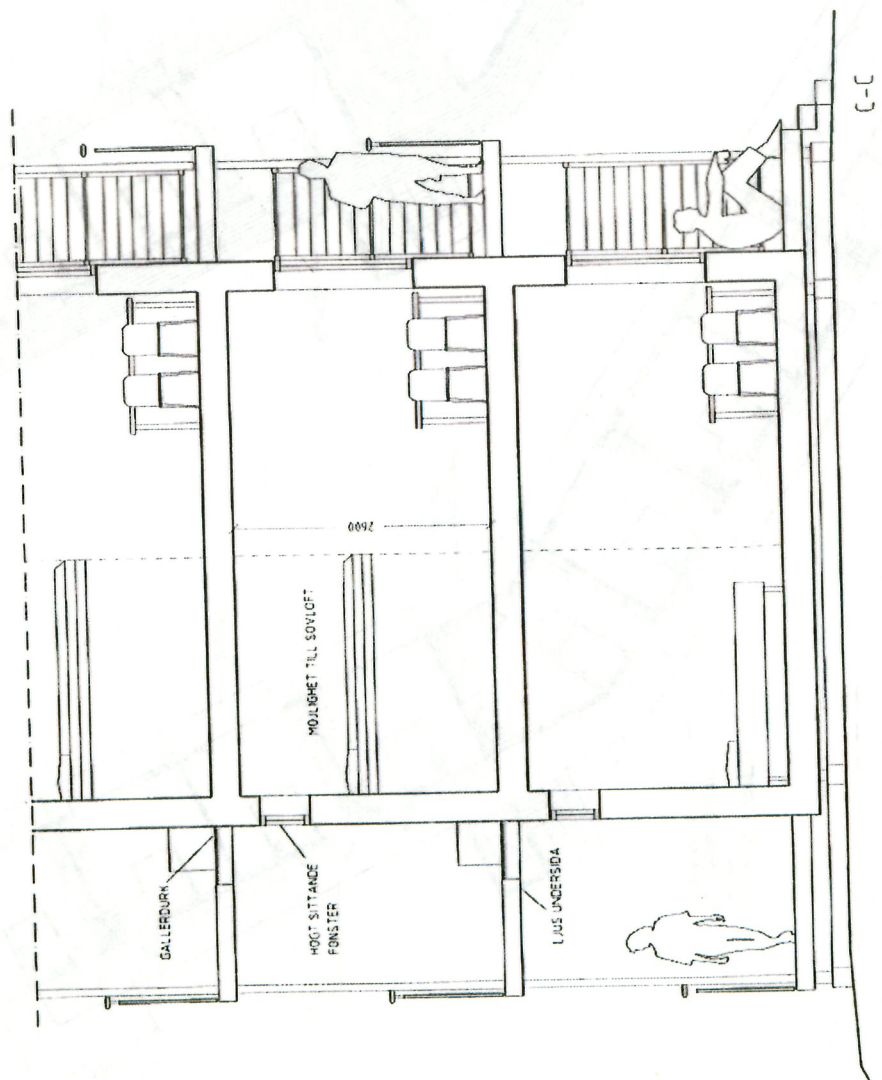 GALLERDURK
HÖGT SITTANDE
FÖNSTER
LJUS UNDERSIDA
MÖJLIGHET TILL SOVLOFT
2600
C-C